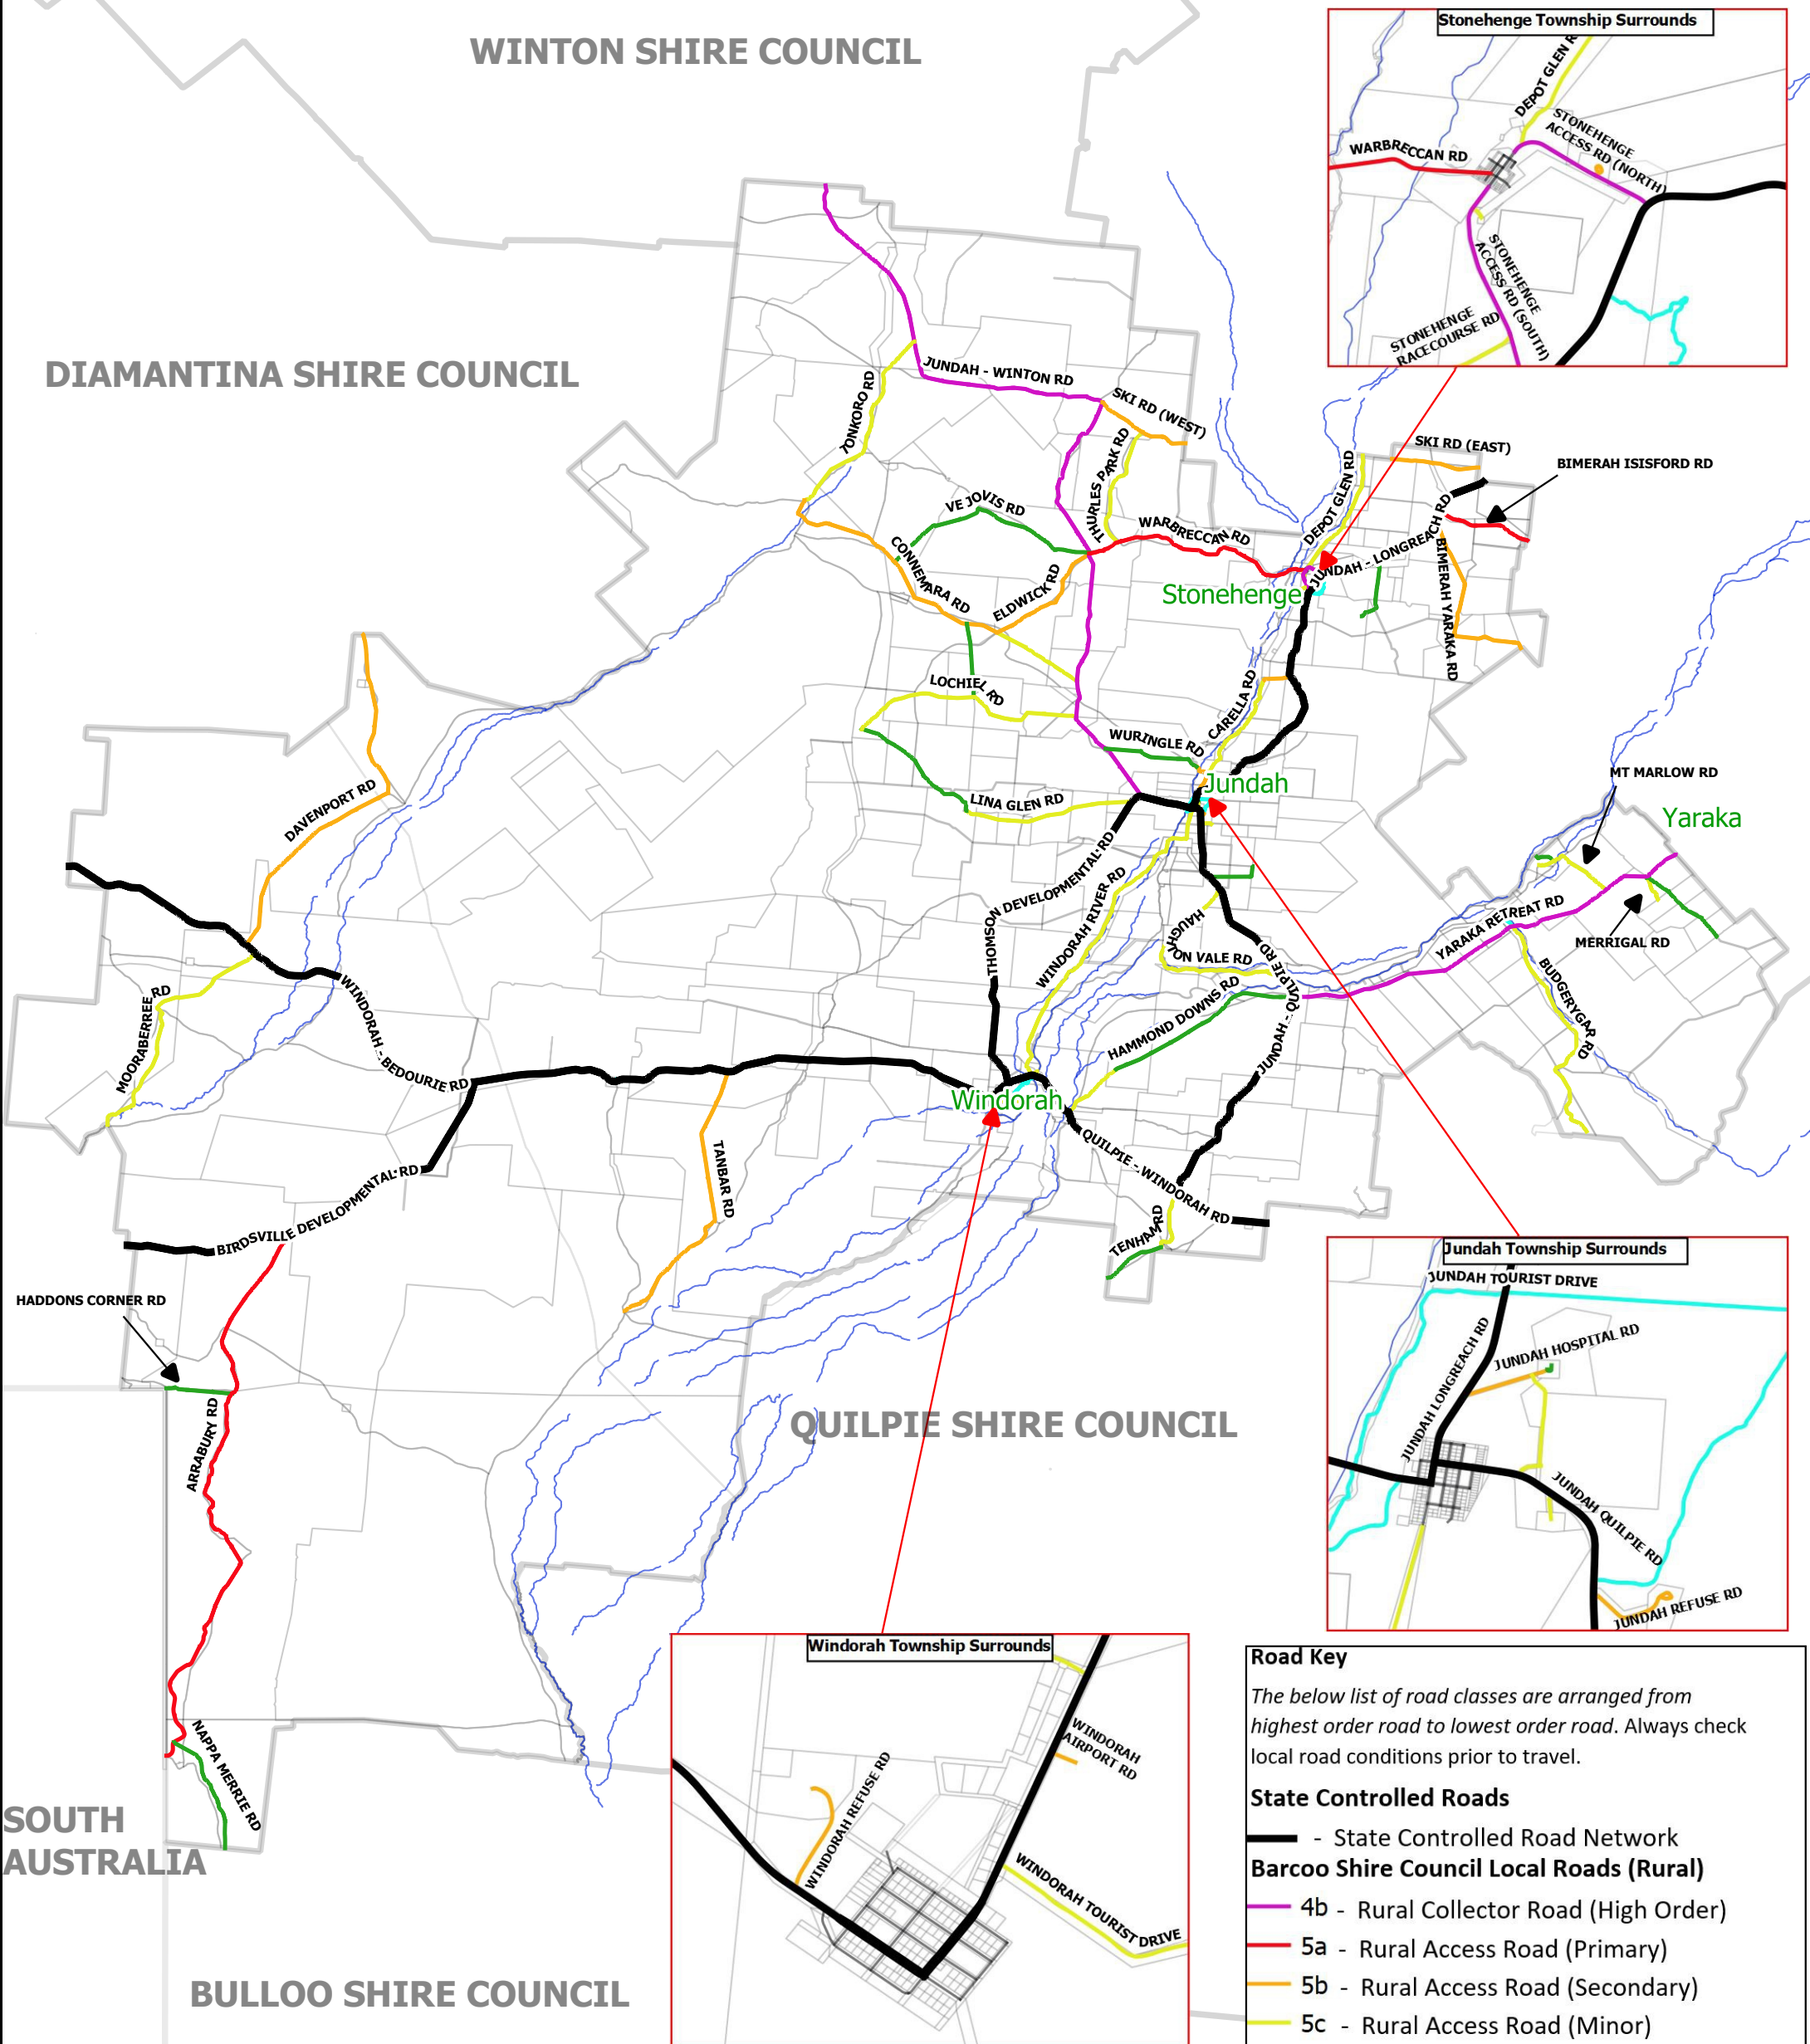 WINTON SHIRE COUNCIL
DIAMANTINA SHIRE COUNCIL
Stonehenge Township Surrounds
DEPOT GLEN R
STONEHENGE
ACCESS RD (NORTH)
WARBRECCAN RD
STONEHENGE
ACCESS RD (SOUTH)
STONEHENGE
RACECOURSE RD
JUNDAH - WINTON RD
TONKORO RD
SKI RD (WEST)
SKI RD (EAST)
BIMERAH ISISFORD RD
THURLES PARK RD
VE JOVIS RD
WARBRECCAN RD
DEPOT GLEN RD
JUNDAH - LONGREACH RD
BIMERAH YARAKA RD
CONNEMARA RD
ELDWICK RD
Stonehenge
LOCHIEL RD
CARELLA RD
WURINGLE RD
Jundah
MT MARLOW RD
Yaraka
DAVENPORT RD
LINA GLEN RD
THOMSON DEVELOPMENTAL RD
WINDORAH RIVER RD
HAUGHTON VALE RD
YARAKA RETREAT RD
MERRIGAL RD
BUDGERYGAR RD
MOORABERREE RD
WINDORAH - BEDOURIE RD
HAMMOND DOWNS RD
JUNDAH - QUILPIE RD
Windorah
QUILPIE - WINDORAH RD
TANBAR RD
BIRDSVILLE DEVELOPMENTAL RD
TENHAM RD
HADDONS CORNER RD
ARRABURY RD
QUILPIE SHIRE COUNCIL
Jundah Township Surrounds
JUNDAH TOURIST DRIVE
JUNDAH LONGREACH RD
JUNDAH HOSPITAL RD
JUNDAH QUILPIE RD
JUNDAH REFUSE RD
NAPPA MERRIE RD
SOUTH
AUSTRALIA
BULLOO SHIRE COUNCIL
Windorah Township Surrounds
WINDORAH
AIRPORT RD
WINDORAH REFUSE RD
WINDORAH TOURIST DRIVE
Road Key
The below list of road classes are arranged from
highest order road to lowest order road. Always check
local road conditions prior to travel.
State Controlled Roads
- State Controlled Road Network
Barcoo Shire Council Local Roads (Rural)
4b - Rural Collector Road (High Order)
5a - Rural Access Road (Primary)
5b - Rural Access Road (Secondary)
5c - Rural Access Road (Minor)